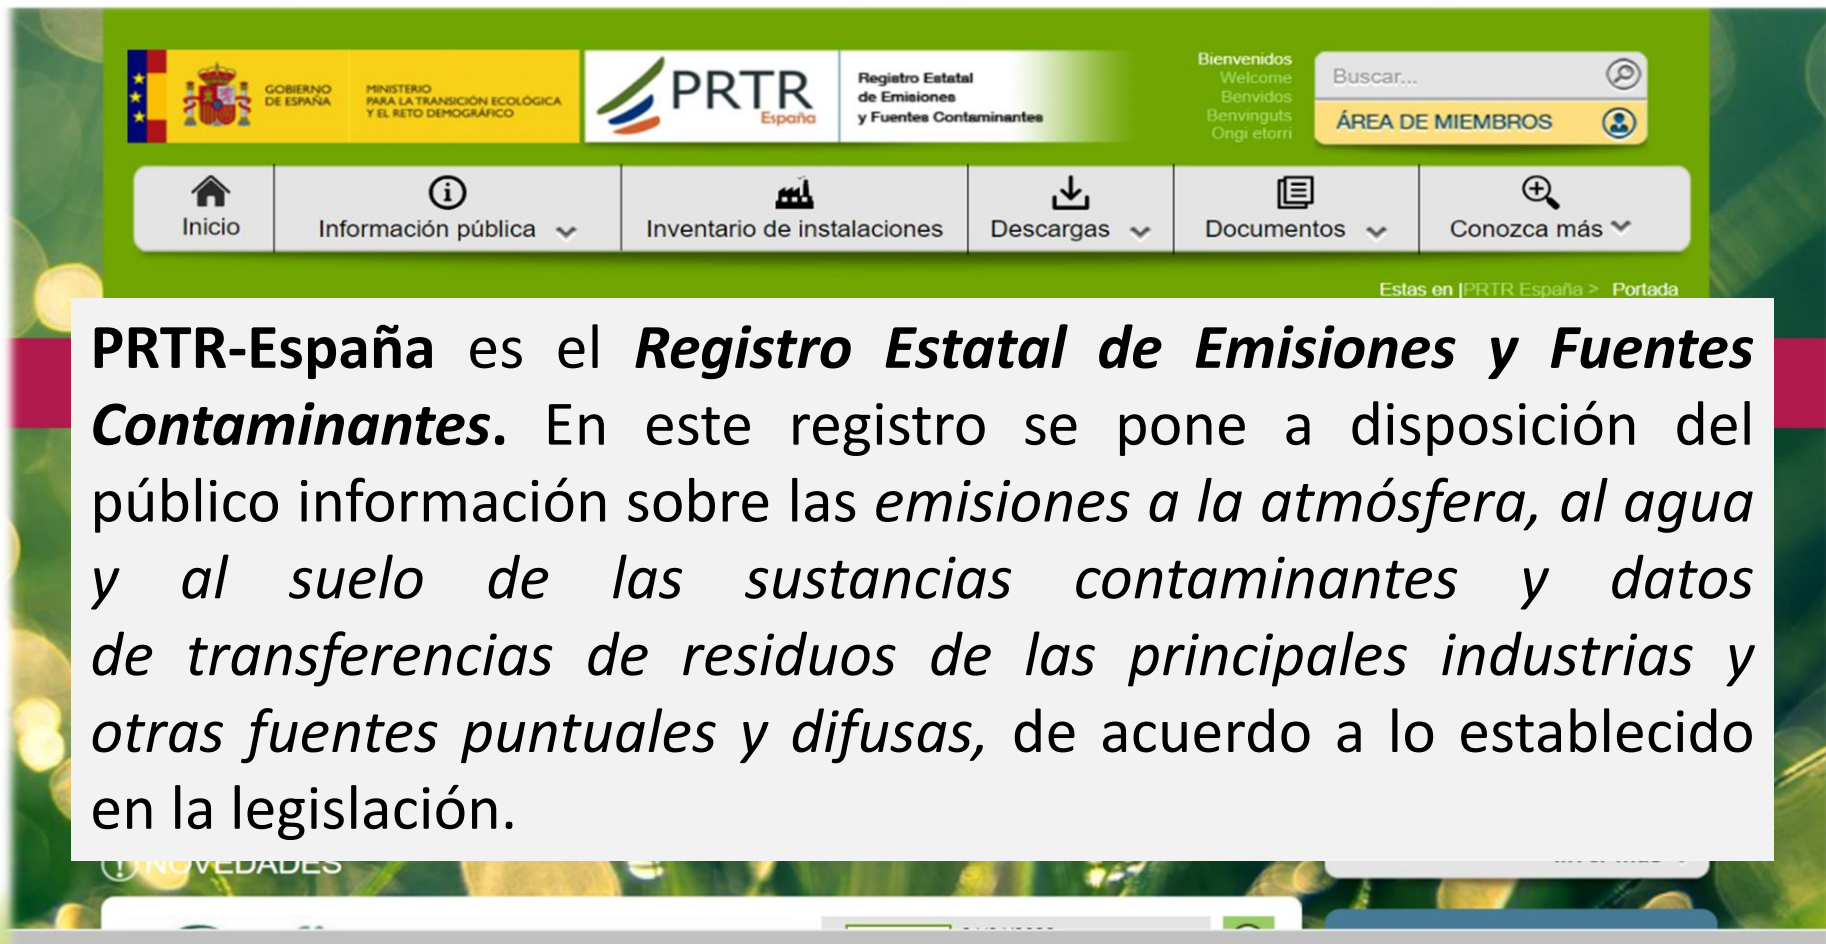 GOBIERNO
DE ESPAÑA
MINISTERIO
PARA LA TRANSICIÓN ECOLÓGICA
Y EL RETO DEMOGRÁFICO
PRTR
España
Registro Estatal
de Emisiones
y Fuentes Contaminantes
Bienvenidos
Welcome
Benvidos
Benvinguts
Ongi etorri
Buscar...
ÁREA DE MIEMBROS
Inicio
Información pública
Inventario de instalaciones
Descargas
Documentos
Conozca más
Estas en |PRTR España > Portada
PRTR-España es el Registro Estatal de Emisiones y Fuentes
Contaminantes. En este registro se pone a disposición del
público información sobre las emisiones a la atmósfera, al agua
y al suelo de las sustancias contaminantes y datos
de transferencias de residuos de las principales industrias y
otras fuentes puntuales y difusas, de acuerdo a lo establecido
en la legislación.
NOVEDADES